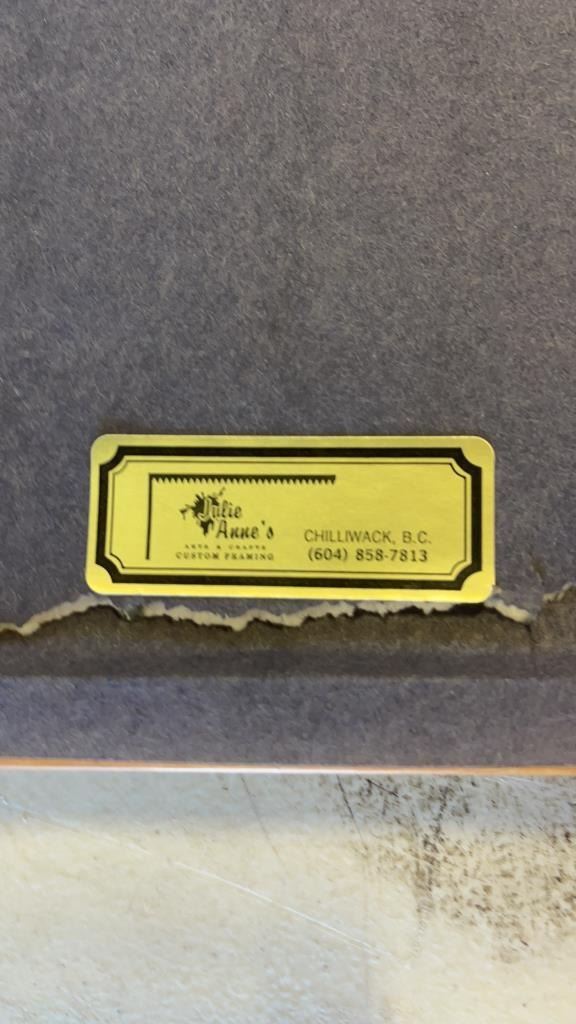 Julie
Anne's
ARTS & CRAFTS
CUSTOM FRAMING
CHILLIWACK, B.C.
(604) 858-7813